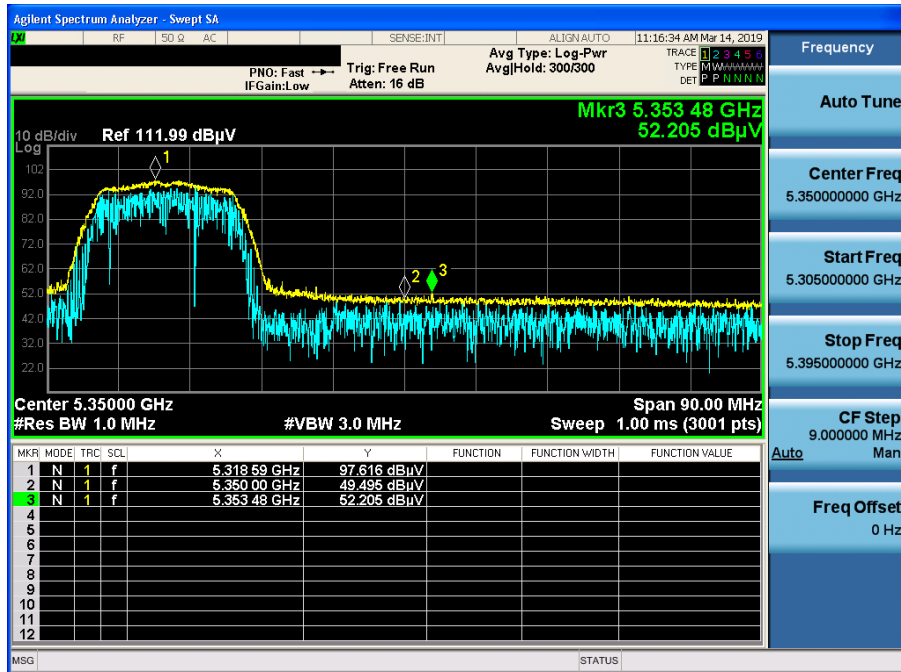 Agilent Spectrum Analyzer - Swept SA
LXI RF 50 Ω AC SENSE:INT ALIGN AUTO 11:16:34 AM Mar 14, 2019
PNO: Fast
IFGain:Low
Trig: Free Run
Atten: 16 dB
Avg Type: Log-Pwr
Avg|Hold: 300/300
TRACE 1 2 3 4 5 6
TYPE MWWWWW
DET P P N N N N
Mkr3 5.353 48 GHz
52.205 dBµV
10 dB/div Ref 111.99 dBµV
Log
102
92.0
82.0
72.0
62.0
52.0
42.0
32.0
22.0
1
2
3
Center 5.35000 GHz Span 90.00 MHz
#Res BW 1.0 MHz #VBW 3.0 MHz Sweep 1.00 ms (3001 pts)
MKR MODE TRC SCL X Y FUNCTION FUNCTION WIDTH FUNCTION VALUE
1 N 1 f 5.318 59 GHz 97.616 dBµV
2 N 1 f 5.350 00 GHz 49.495 dBµV
3 N 1 f 5.353 48 GHz 52.205 dBµV
4
5
6
7
8
9
10
11
12
MSG STATUS
Frequency
Auto Tune
Center Freq
5.350000000 GHz
Start Freq
5.305000000 GHz
Stop Freq
5.395000000 GHz
CF Step
9.000000 MHz
Auto Man
Freq Offset
0 Hz